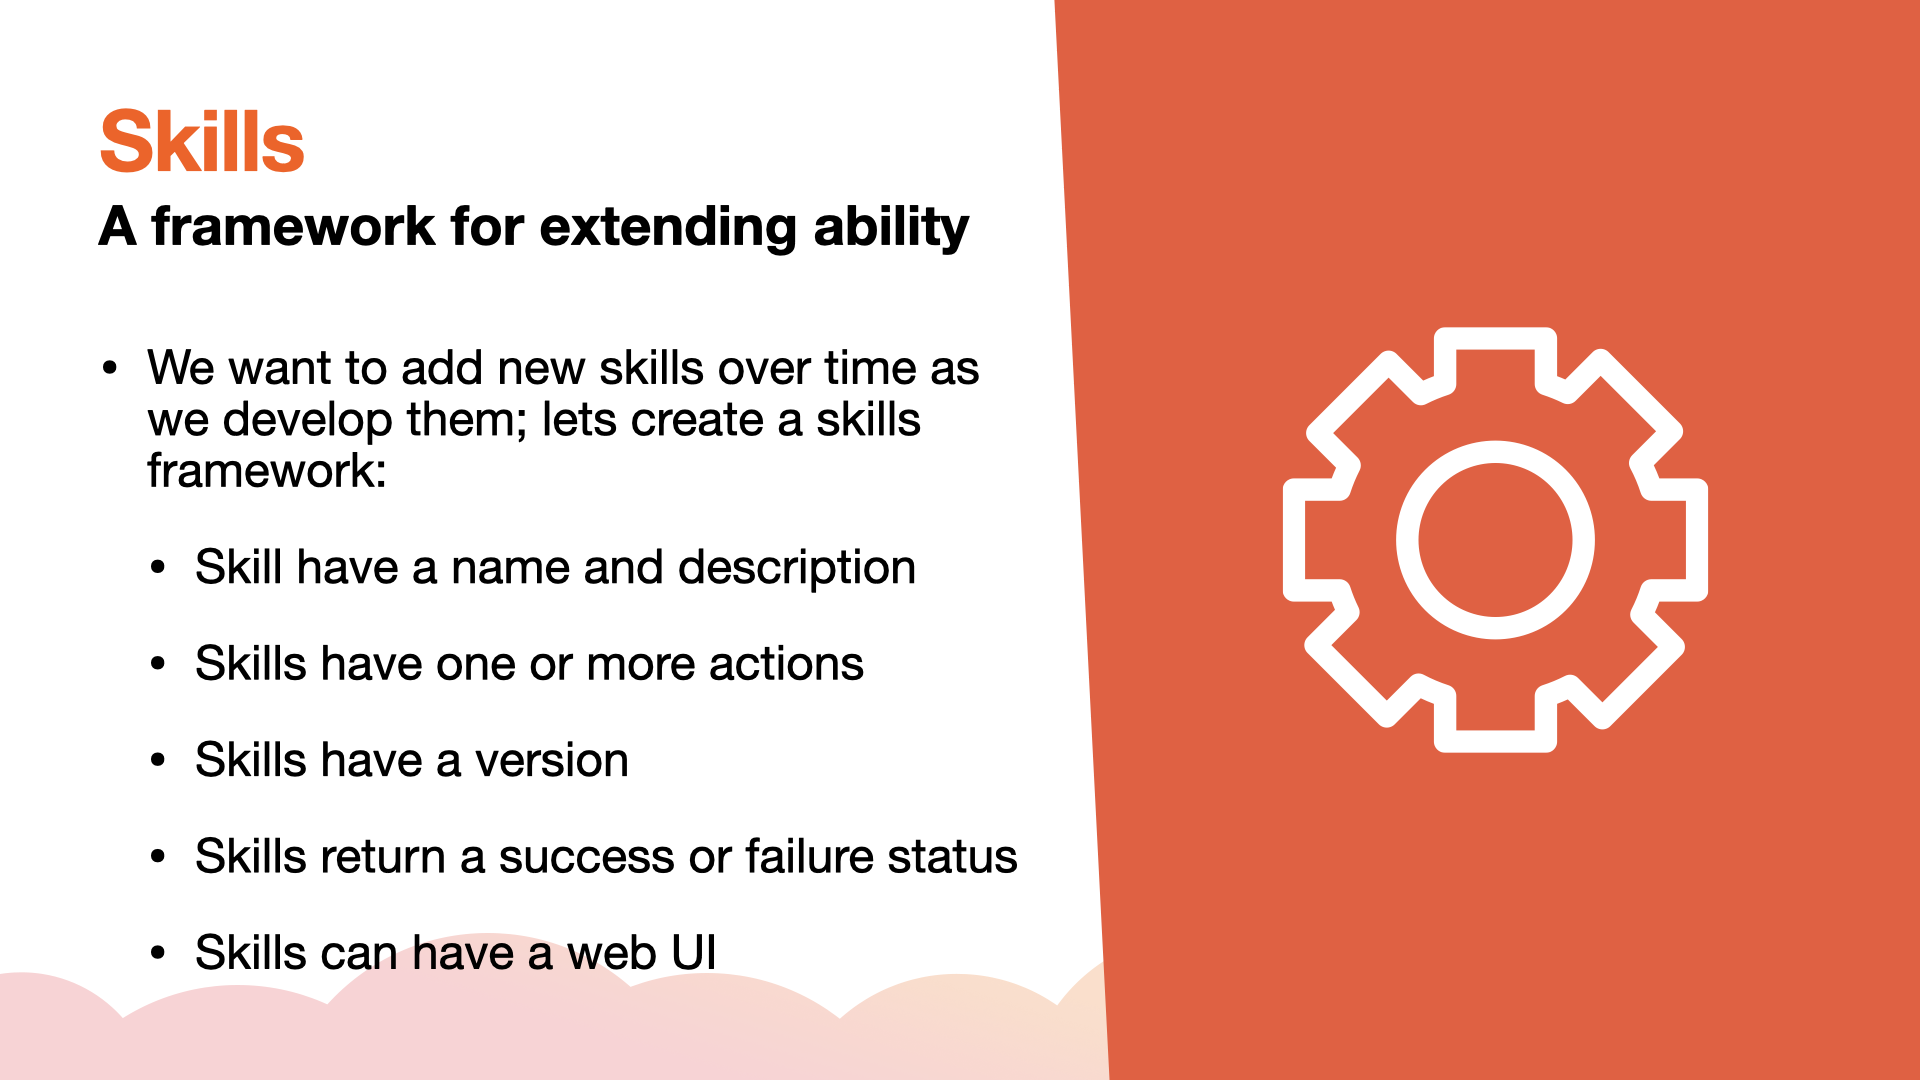 Skills
A framework for extending ability
• We want to add new skills over time as
we develop them; lets create a skills
framework:
• Skill have a name and description
• Skills have one or more actions
• Skills have a version
• Skills return a success or failure status
• Skills can have a web UI